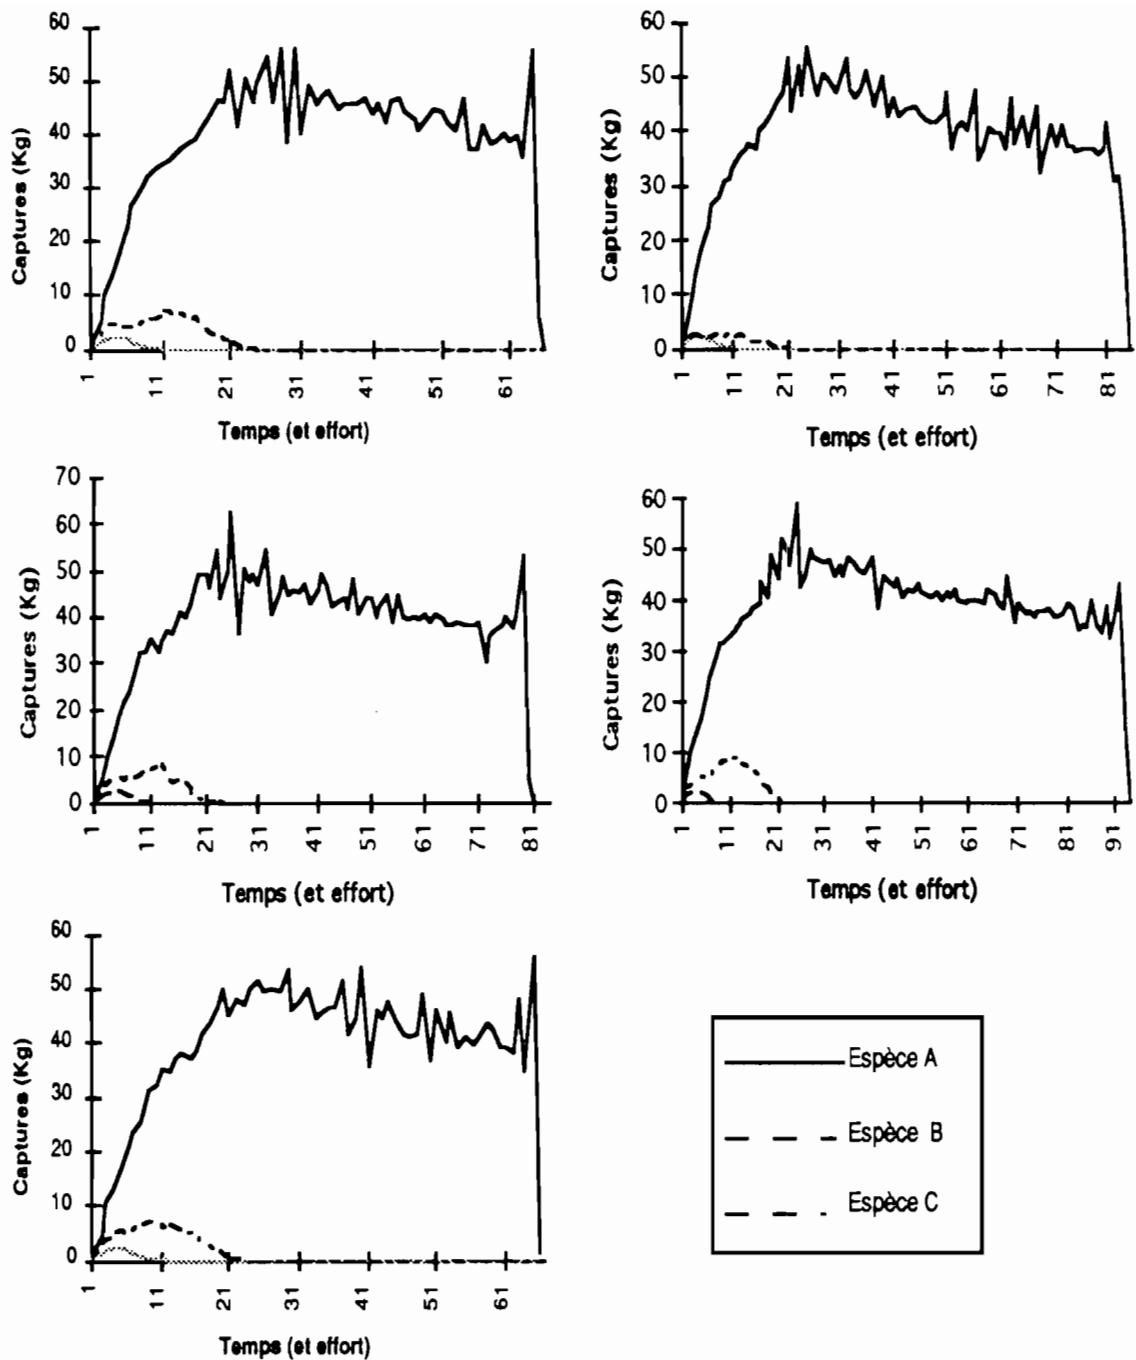 60
50
40
30
20
10
0
Captures (Kg)
1 11 21 31 41 51 61
Temps (et effort)
60
50
40
30
20
10
0
Captures (Kg)
1 11 21 31 41 51 61 71 81
Temps (et effort)
70
60
50
40
30
20
10
0
Captures (Kg)
1 11 21 31 41 51 61 71 81
Temps (et effort)
60
50
40
30
20
10
0
Captures (Kg)
1 11 21 31 41 51 61 71 81 91
Temps (et effort)
60
50
40
30
20
10
0
Captures (Kg)
1 11 21 31 41 51 61
Temps (et effort)
Espèce A
Espèce B
Espèce C